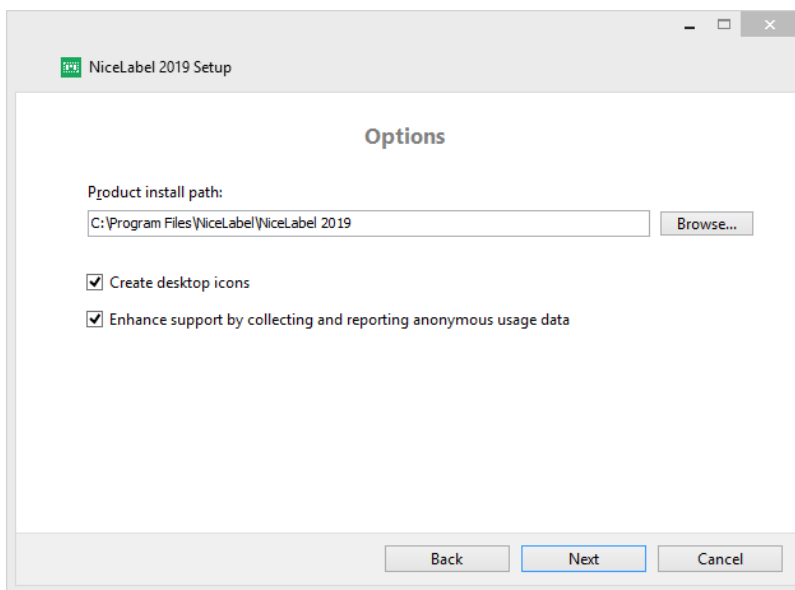 NiceLabel 2019 Setup
Options
Product install path:
C:\Program Files\NiceLabel\NiceLabel 2019
Browse...
Create desktop icons
Enhance support by collecting and reporting anonymous usage data
Back Next Cancel